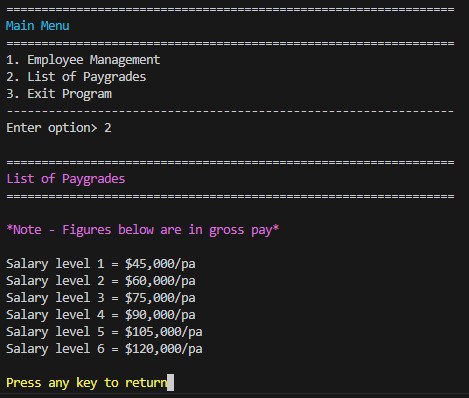 ================================================================
Main Menu
================================================================
1. Employee Management
2. List of Paygrades
3. Exit Program
----------------------------------------------------------------
Enter option> 2
================================================================
List of Paygrades
================================================================
*Note - Figures below are in gross pay*
Salary level 1 = $45,000/pa
Salary level 2 = $60,000/pa
Salary level 3 = $75,000/pa
Salary level 4 = $90,000/pa
Salary level 5 = $105,000/pa
Salary level 6 = $120,000/pa
Press any key to return